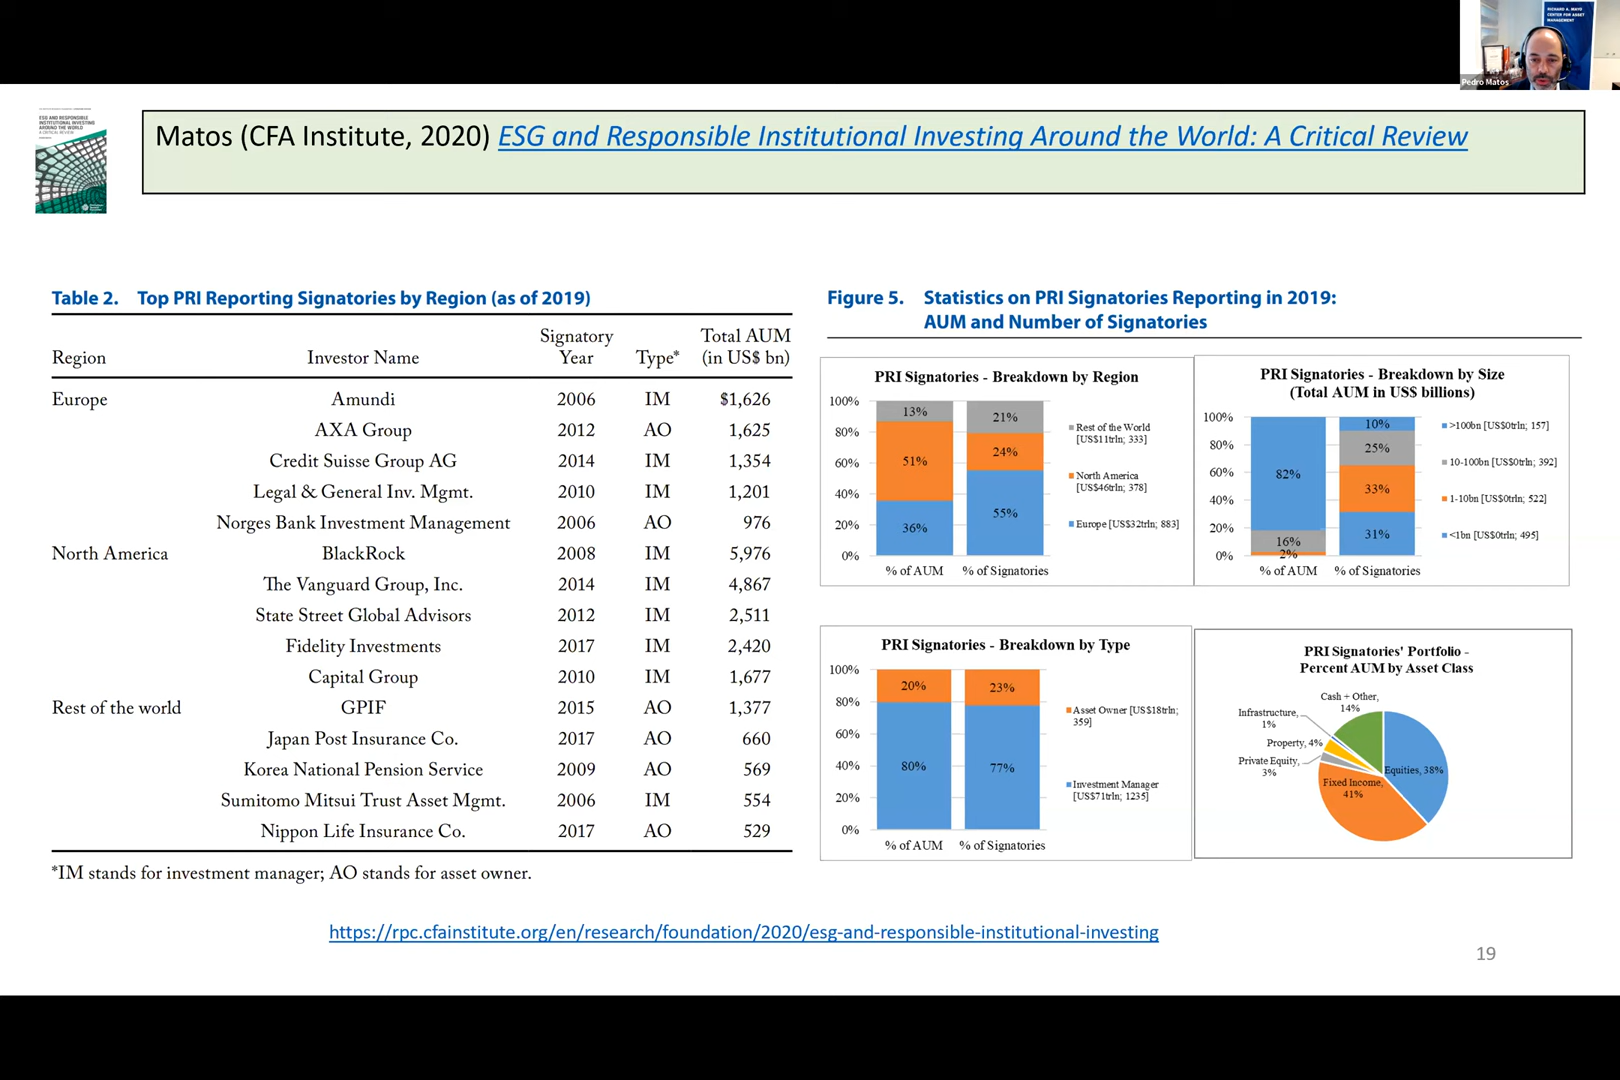 RICHARD A. MAYO
CENTER FOR ASSET
MANAGEMENT
Pedro Matos
ESG AND RESPONSIBLE
INSTITUTIONAL INVESTING
AROUND THE WORLD
A CRITICAL REVIEW
Matos (CFA Institute, 2020) ESG and Responsible Institutional Investing Around the World: A Critical Review
Table 2. Top PRI Reporting Signatories by Region (as of 2019)
Region Investor Name Signatory Year Type* Total AUM (in US$ bn)
Europe Amundi 2006 IM $1,626
AXA Group 2012 AO 1,625
Credit Suisse Group AG 2014 IM 1,354
Legal & General Inv. Mgmt. 2010 IM 1,201
Norges Bank Investment Management 2006 AO 976
North America BlackRock 2008 IM 5,976
The Vanguard Group, Inc. 2014 IM 4,867
State Street Global Advisors 2012 IM 2,511
Fidelity Investments 2017 IM 2,420
Capital Group 2010 IM 1,677
Rest of the world GPIF 2015 AO 1,377
Japan Post Insurance Co. 2017 AO 660
Korea National Pension Service 2009 AO 569
Sumitomo Mitsui Trust Asset Mgmt. 2006 IM 554
Nippon Life Insurance Co. 2017 AO 529
*IM stands for investment manager; AO stands for asset owner.
Figure 5. Statistics on PRI Signatories Reporting in 2019:
AUM and Number of Signatories
PRI Signatories - Breakdown by Region
100%
80%
60%
40%
20%
0%
13%
51%
36%
21%
24%
55%
% of AUM % of Signatories
Rest of the World
[US$11trln; 333]
North America
[US$46trln; 378]
Europe [US$32trln; 883]
PRI Signatories - Breakdown by Size
(Total AUM in US$ billions)
100%
80%
60%
40%
20%
0%
82%
16%
2%
10%
25%
33%
31%
% of AUM % of Signatories
>100bn [US$0trln; 157]
10-100bn [US$0trln; 392]
1-10bn [US$0trln; 522]
<1bn [US$0trln; 495]
PRI Signatories - Breakdown by Type
100%
80%
60%
40%
20%
0%
20%
80%
23%
77%
% of AUM % of Signatories
Asset Owner [US$18trln;
359]
Investment Manager
[US$71trln; 1235]
PRI Signatories' Portfolio -
Percent AUM by Asset Class
Cash + Other,
14%
Infrastructure,
1%
Property, 4%
Private Equity,
3%
Equities, 38%
Fixed Income,
41%
https://rpc.cfainstitute.org/en/research/foundation/2020/esg-and-responsible-institutional-investing
19